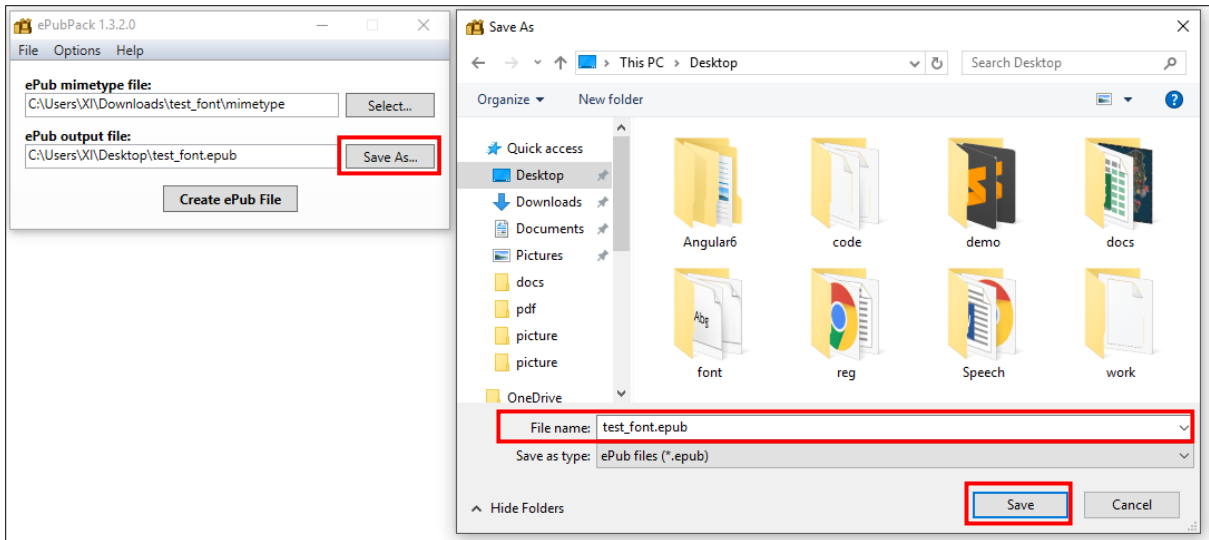 ePubPack 1.3.2.0
File Options Help
ePub mimetype file:
C:\Users\XI\Downloads\test_font\mimetype
Select...
ePub output file:
C:\Users\XI\Desktop\test_font.epub
Save As...
Create ePub File
Save As
This PC > Desktop
Search Desktop
Organize
New folder
Quick access
Desktop
Downloads
Documents
Pictures
docs
pdf
picture
picture
OneDrive
Angular6
code
demo
docs
Abg
font
reg
Speech
work
File name: test_font.epub
Save as type: ePub files (*.epub)
Hide Folders
Save
Cancel